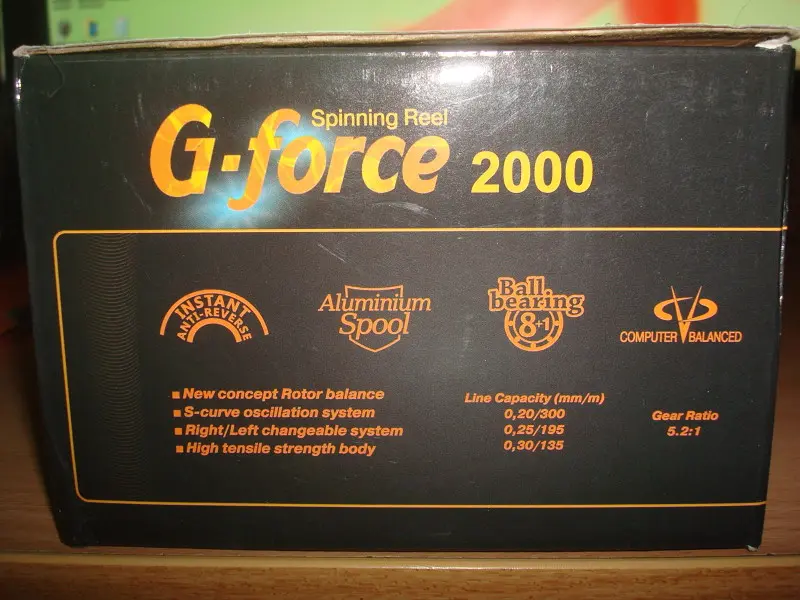 Spinning Reel
G-force 2000
INSTANT
ANTI-REVERSE
Aluminium
Spool
Ball
bearing
8+1
COMPUTER BALANCED
New concept Rotor balance
S-curve oscillation system
Right/Left changeable system
High tensile strength body
Line Capacity (mm/m)
0,20/300
0,25/195
0,30/135
Gear Ratio
5.2:1